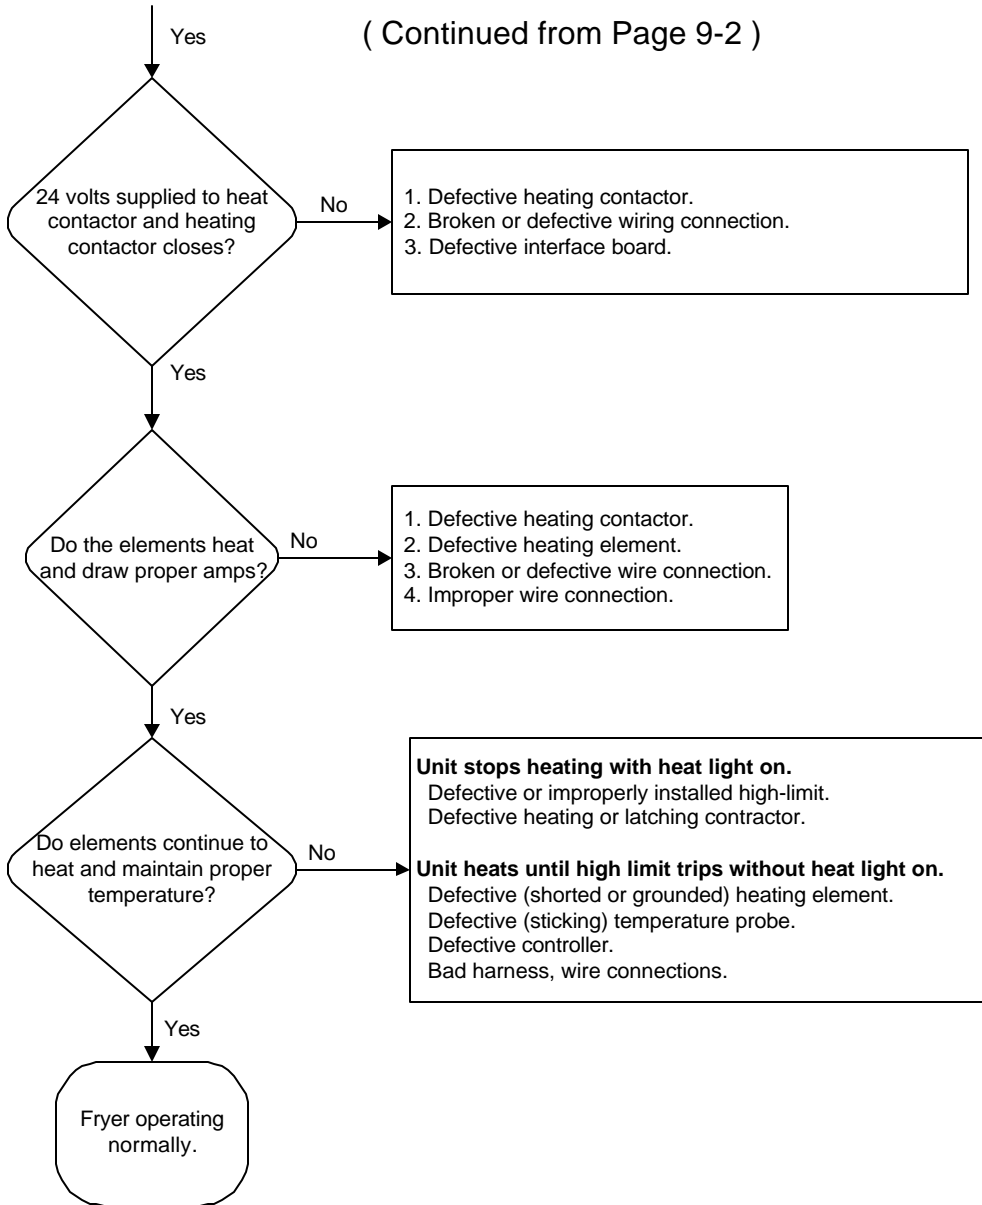 Yes
( Continued from Page 9-2 )
24 volts supplied to heat
contactor and heating
contactor closes?
No
1. Defective heating contactor.
2. Broken or defective wiring connection.
3. Defective interface board.
Yes
Do the elements heat
and draw proper amps?
No
1. Defective heating contactor.
2. Defective heating element.
3. Broken or defective wire connection.
4. Improper wire connection.
Yes
Do elements continue to
heat and maintain proper
temperature?
No
Unit stops heating with heat light on.
Defective or improperly installed high-limit.
Defective heating or latching contractor.
Unit heats until high limit trips without heat light on.
Defective (shorted or grounded) heating element.
Defective (sticking) temperature probe.
Defective controller.
Bad harness, wire connections.
Yes
Fryer operating
normally.